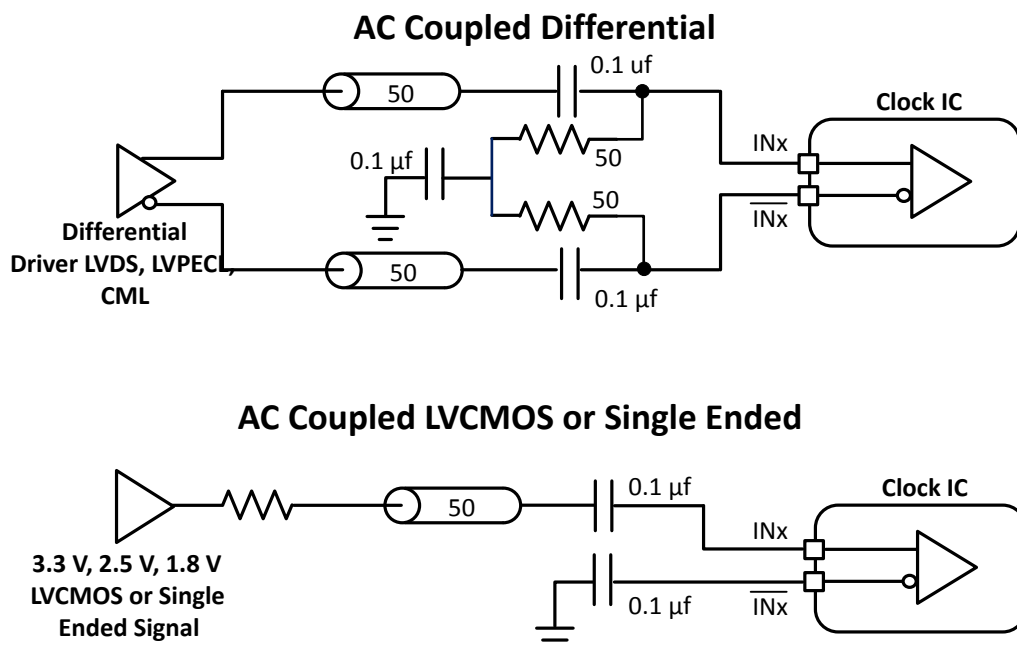 AC Coupled Differential
0.1 uf
50
Clock IC
INx
0.1 µf
50
50
INx
Differential
Driver LVDS, LVPECL,
CML
50
0.1 µf
AC Coupled LVCMOS or Single Ended
0.1 µf
Clock IC
50
INx
3.3 V, 2.5 V, 1.8 V
LVCMOS or Single
Ended Signal
0.1 µf
INx